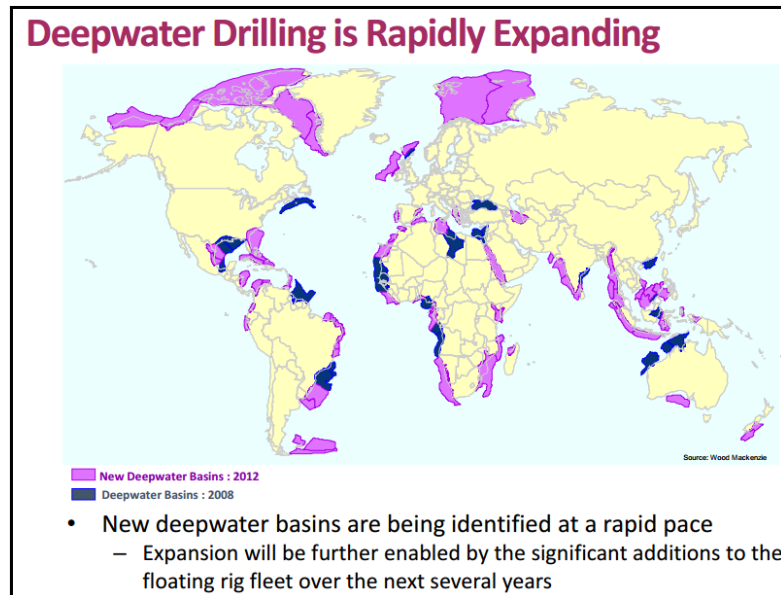 Deepwater Drilling is Rapidly Expanding
Source: Wood Mackenzie
New Deepwater Basins : 2012
Deepwater Basins : 2008
• New deepwater basins are being identified at a rapid pace
– Expansion will be further enabled by the significant additions to the
floating rig fleet over the next several years